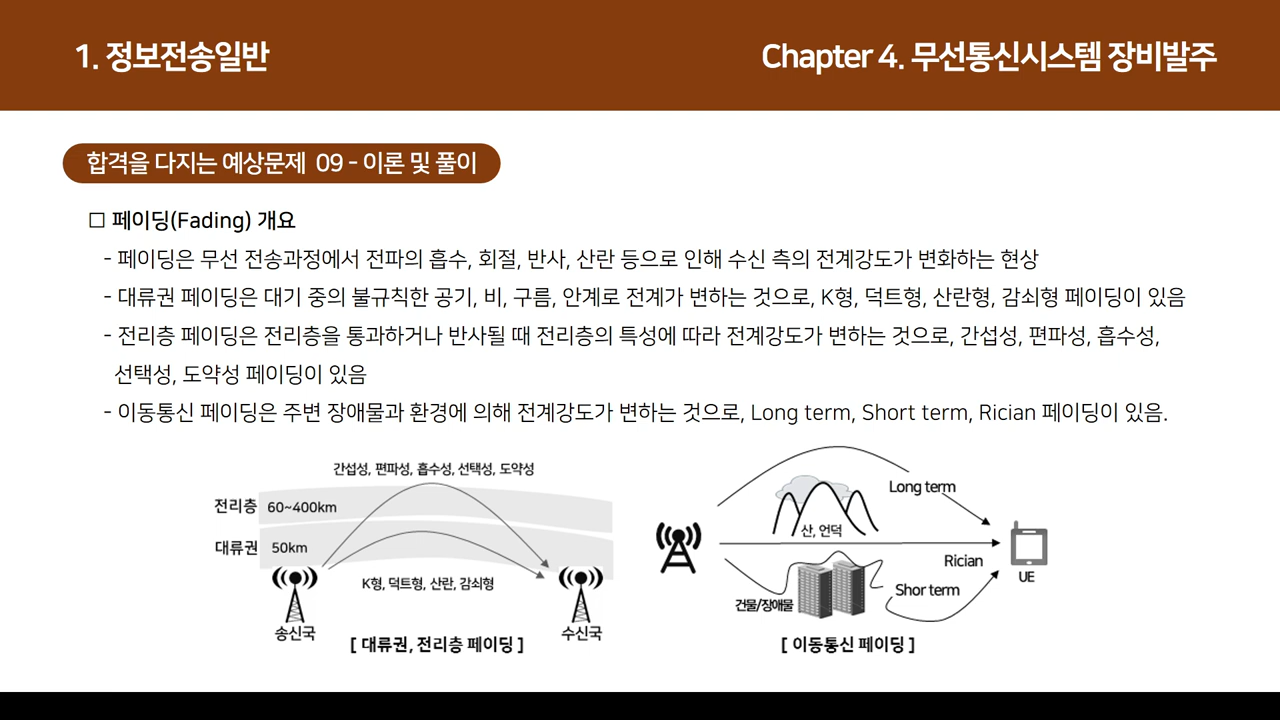 1. 정보전송일반
Chapter 4. 무선통신시스템 장비발주
합격을 다지는 예상문제 09 - 이론 및 풀이
□ 페이딩(Fading) 개요
- 페이딩은 무선 전송과정에서 전파의 흡수, 회절, 반사, 산란 등으로 인해 수신 측의 전계강도가 변화하는 현상
- 대류권 페이딩은 대기 중의 불규칙한 공기, 비, 구름, 안계로 전계가 변하는 것으로, K형, 덕트형, 산란형, 감쇠형 페이딩이 있음
- 전리층 페이딩은 전리층을 통과하거나 반사될 때 전리층의 특성에 따라 전계강도가 변하는 것으로, 간섭성, 편파성, 흡수성,
선택성, 도약성 페이딩이 있음
- 이동통신 페이딩은 주변 장애물과 환경에 의해 전계강도가 변하는 것으로, Long term, Short term, Rician 페이딩이 있음.
간섭성, 편파성, 흡수성, 선택성, 도약성
전리층
60~400km
대류권
50km
K형, 덕트형, 산란, 감쇠형
송신국
수신국
[ 대류권, 전리층 페이딩 ]
Long term
산, 언덕
Rician
UE
Shor term
건물/장애물
[ 이동통신 페이딩 ]